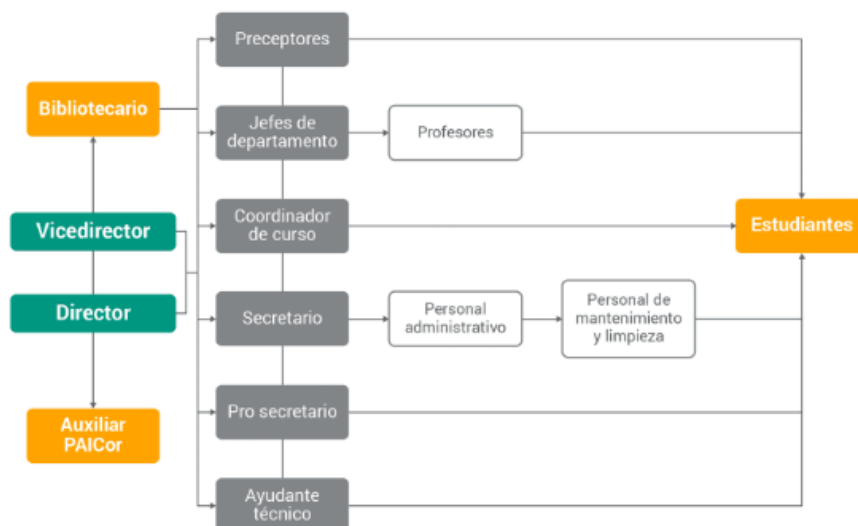 Preceptores
Bibliotecario
Jefes de
departamento
Profesores
Vicedirector
Coordinador
de curso
Estudiantes
Director
Secretario
Personal
administrativo
Personal de
mantenimiento
y limpieza
Auxiliar
PAICor
Pro secretario
Ayudante
técnico